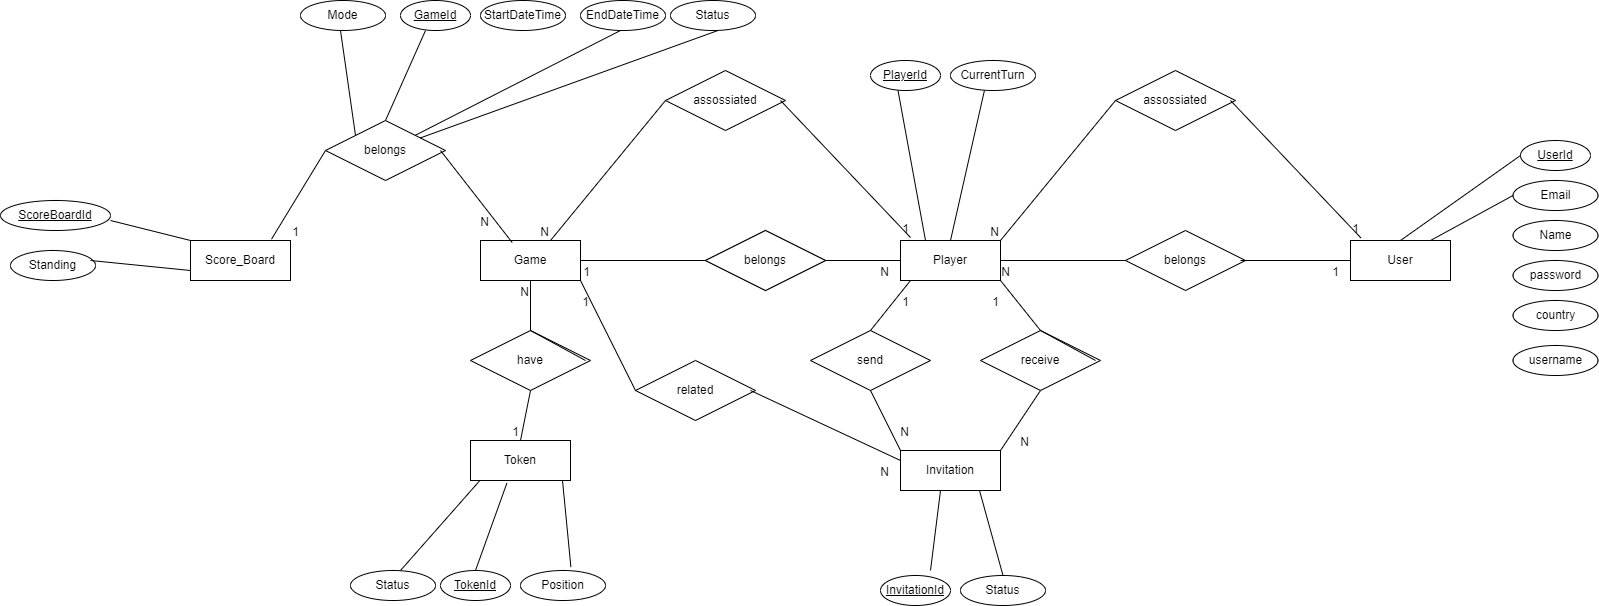 Mode
GameId
StartDateTime
EndDateTime
Status
PlayerId
CurrentTurn
assossiated
assossiated
belongs
UserId
Email
ScoreBoardId
1
N
N
1
N
1
Name
Standing
Score_Board
Game
belongs
Player
belongs
User
1
N
N
1
password
N
1
1
1
country
have
send
receive
username
related
1
N
N
Token
Invitation
N
Status
TokenId
Position
InvitationId
Status